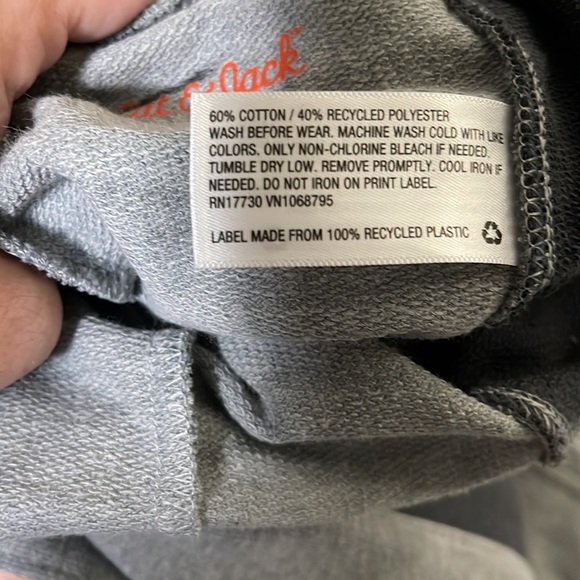 Cat & Jack
60% COTTON / 40% RECYCLED POLYESTER
WASH BEFORE WEAR. MACHINE WASH COLD WITH LIKE
COLORS. ONLY NON-CHLORINE BLEACH IF NEEDED.
TUMBLE DRY LOW. REMOVE PROMPTLY. COOL IRON IF
NEEDED. DO NOT IRON ON PRINT LABEL.
RN17730 VN1068795
LABEL MADE FROM 100% RECYCLED PLASTIC